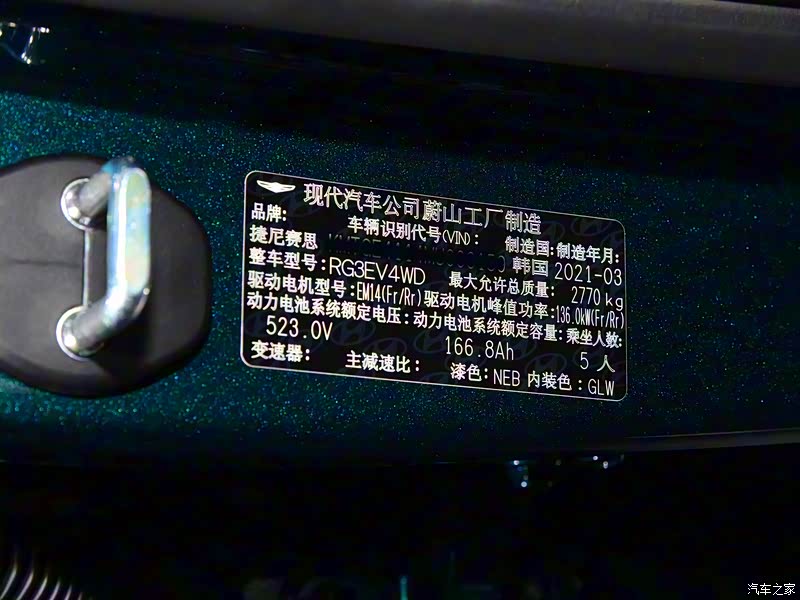 现代汽车公司蔚山工厂制造
品牌: 车辆识别代号(VIN): 制造国: 制造年月:
捷尼赛思 韩国 2021-03
整车型号: RG3EV4WD 最大允许总质量: 2770 kg
驱动电机型号: EM14(Fr/Rr) 驱动电机峰值功率: 136.0kW(Fr/Rr)
动力电池系统额定电压: 动力电池系统额定容量: 乘坐人数:
523.0V 166.8Ah 5 人
变速器: 主减速比: 漆色: NEB 内装色: GLW
汽车之家